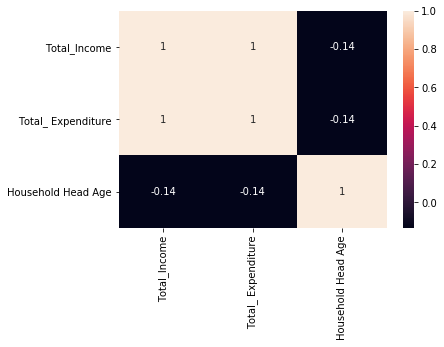 Total_Income
Total_ Expenditure
Household Head Age
1 1 -0.14
1 1 -0.14
-0.14 -0.14 1
Total_Income
Total_ Expenditure
Household Head Age
1.0
0.8
0.6
0.4
0.2
0.0